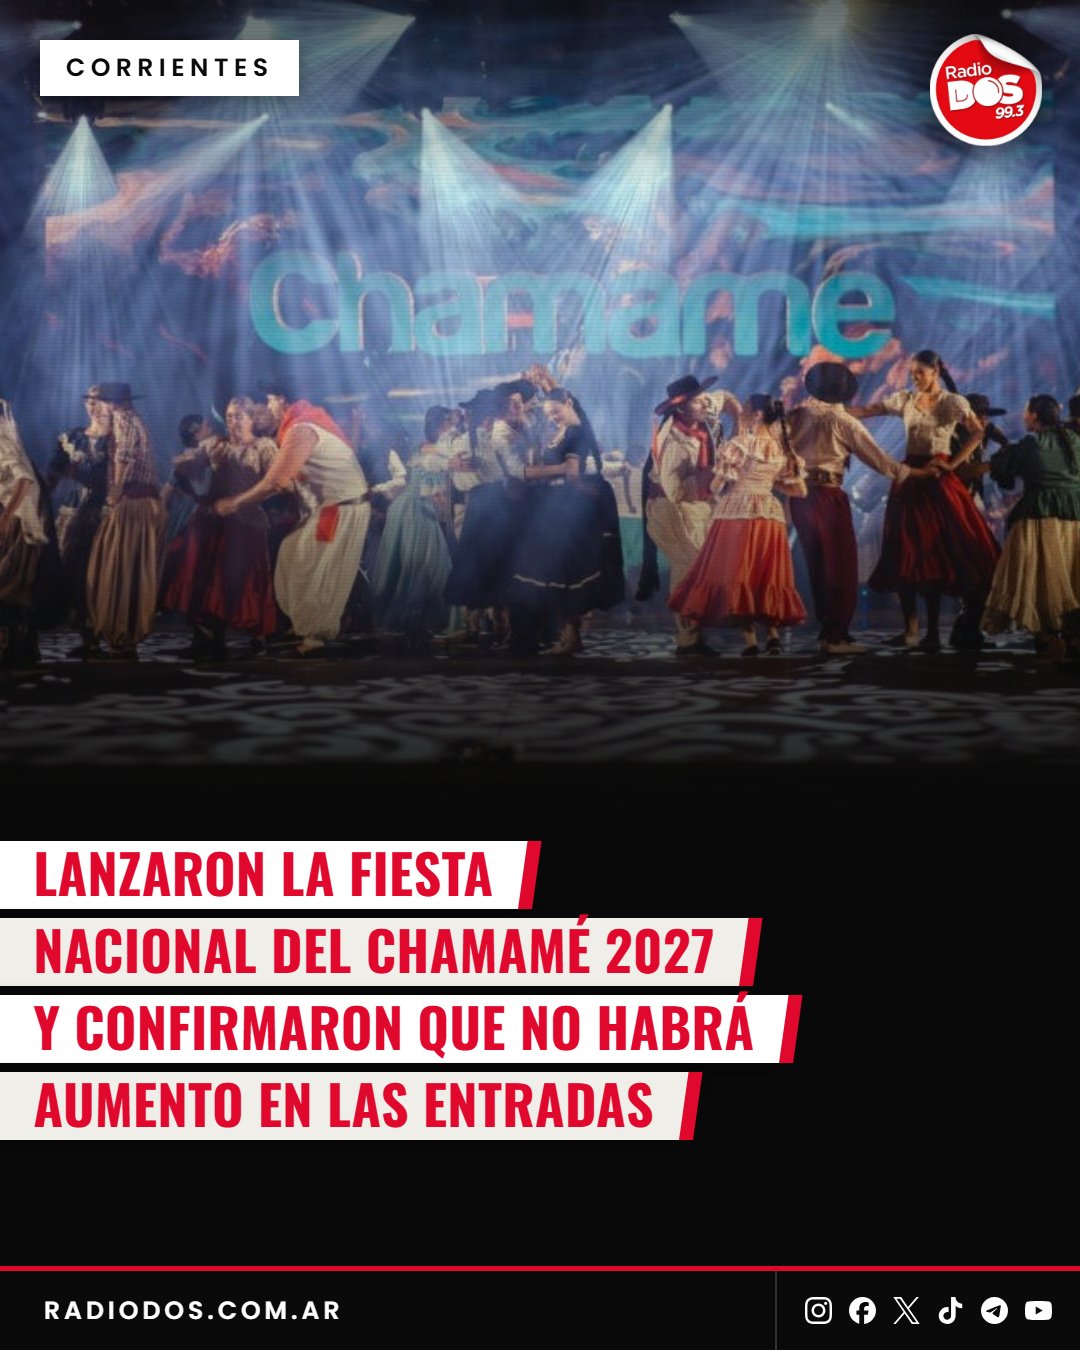 CORRIENTES
Radio
DOS
99.3
Chamame
LANZARON LA FIESTA
NACIONAL DEL CHAMAMÉ 2027
Y CONFIRMARON QUE NO HABRÁ
AUMENTO EN LAS ENTRADAS
RADIODOS.COM.AR